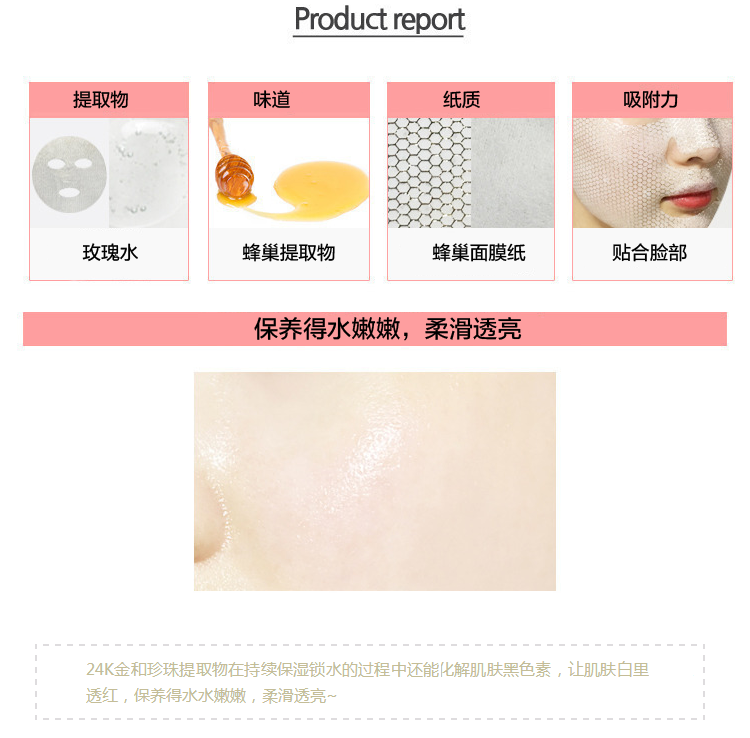 Product report
提取物 味道 纸质 吸附力
玫瑰水 蜂巢提取物 蜂巢面膜纸 贴合脸部
保养得水嫩嫩，柔滑透亮
24K金和珍珠提取物在持续保湿锁水的过程中还能化解肌肤黑色素，让肌肤白里
透红，保养得水水嫩嫩，柔滑透亮~